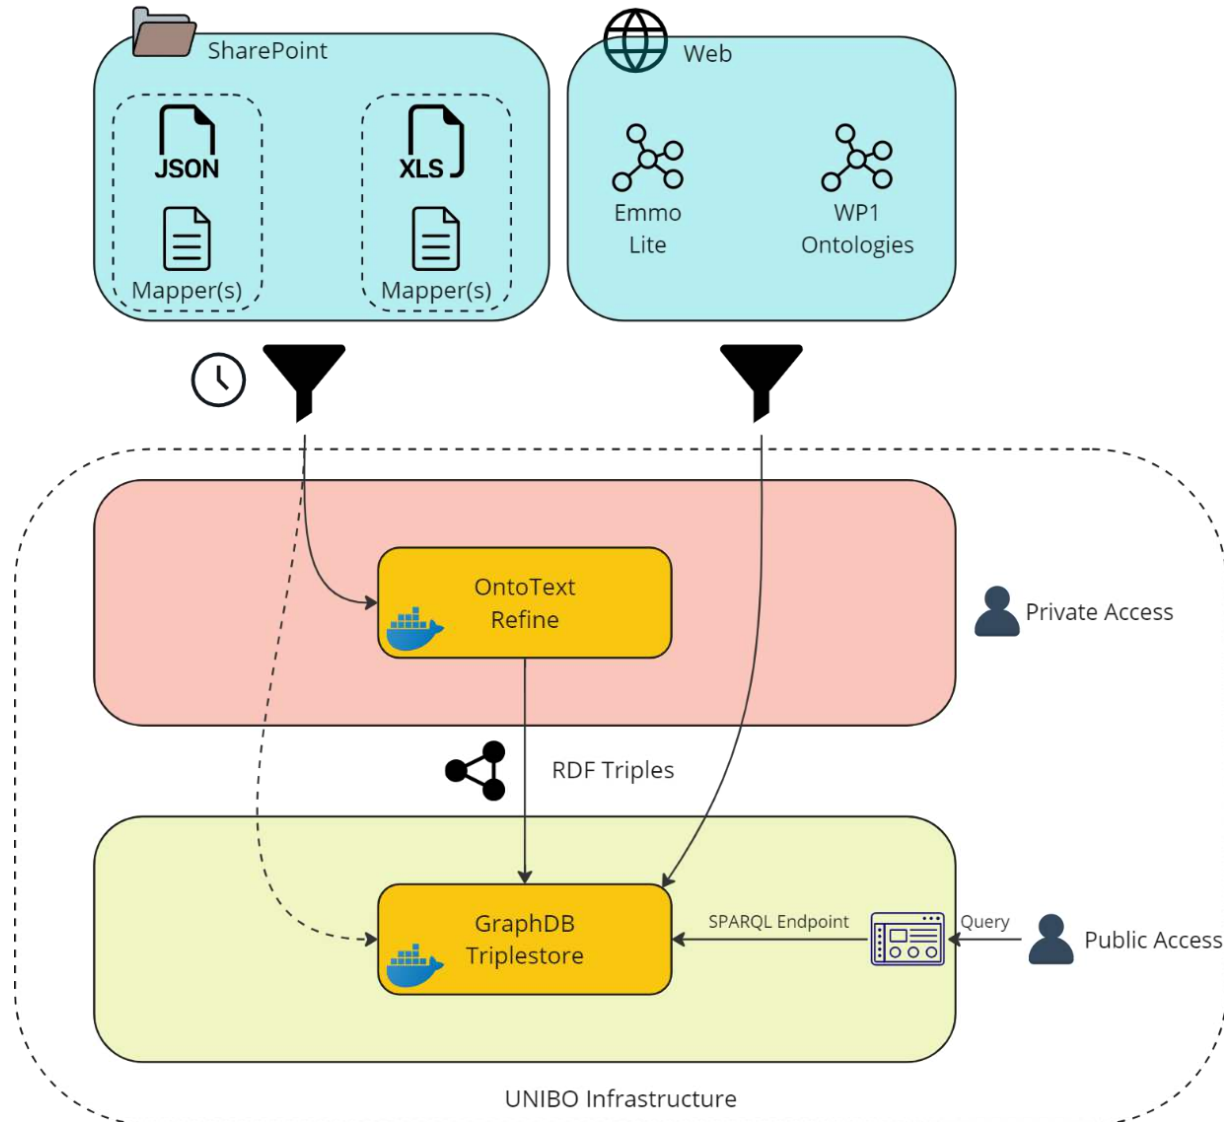 SharePoint
Web
JSON
XLS
Mapper(s)
Mapper(s)
Emmo
Lite
WP1
Ontologies
OntoText
Refine
Private Access
RDF Triples
GraphDB
Triplestore
SPARQL Endpoint
Query
Public Access
UNIBO Infrastructure